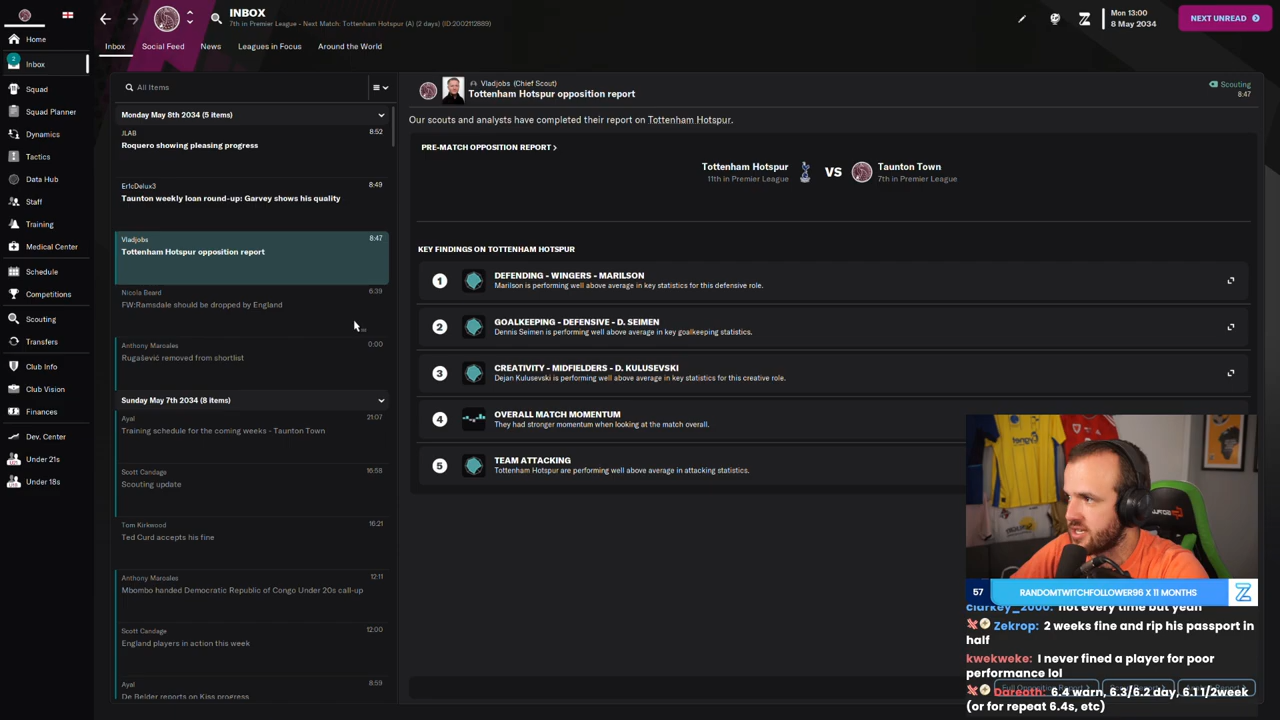 INBOX
7th in Premier League - Next Match: Tottenham Hotspur (A) (2 days) (ID:2002112889)
Mon 13:00
8 May 2034
NEXT UNREAD
Inbox
Social Feed
News
Leagues in Focus
Around the World
Home
2
Inbox
Squad
Squad Planner
Dynamics
Tactics
Data Hub
Staff
Training
Medical Center
Schedule
Competitions
Scouting
Transfers
Club Info
Club Vision
Finances
Dev. Center
Under 21s
Under 18s
All Items
Monday May 8th 2034 (5 items)
JLAB 8:52
Roquero showing pleasing progress
Er1cDelux3 8:49
Taunton weekly loan round-up: Garvey shows his quality
Vladjobs 8:47
Tottenham Hotspur opposition report
Nicola Beard 6:39
FW:Ramsdale should be dropped by England
Anthony Maroales 0:00
Rugašević removed from shortlist
Sunday May 7th 2034 (8 items)
Ayal 21:07
Training schedule for the coming weeks - Taunton Town
Scott Candage 16:58
Scouting update
Tom Kirkwood 16:21
Ted Curd accepts his fine
Anthony Maroales 12:11
Mbombo handed Democratic Republic of Congo Under 20s call-up
Scott Candage 12:00
England players in action this week
Ayal 8:59
De Belder reports on Kiss progress
Vladjobs (Chief Scout)
Tottenham Hotspur opposition report
Scouting
8:47
Our scouts and analysts have completed their report on Tottenham Hotspur.
PRE-MATCH OPPOSITION REPORT >
Tottenham Hotspur
11th in Premier League
VS
Taunton Town
7th in Premier League
KEY FINDINGS ON TOTTENHAM HOTSPUR
1
DEFENDING - WINGERS - MARILSON
Marilson is performing well above average in key statistics for this defensive role.
2
GOALKEEPING - DEFENSIVE - D. SEIMEN
Dennis Seimen is performing well above average in key goalkeeping statistics.
3
CREATIVITY - MIDFIELDERS - D. KULUSEVSKI
Dejan Kulusevski is performing well above average in key statistics for this creative role.
4
OVERALL MATCH MOMENTUM
They had stronger momentum when looking at the match overall.
5
TEAM ATTACKING
Tottenham Hotspur are performing well above average in attacking statistics.
57
RANDOMTWITCHFOLLOWER96 X 11 MONTHS
clarkey_2000: not every time but yeah
Zekrop: 2 weeks fine and rip his passport in
half
kwekweke: I never fined a player for poor
performance lol
Dareath: 6.4 warn, 6.3/6.2 day, 6.1 1/2week
(or for repeat 6.4s, etc)